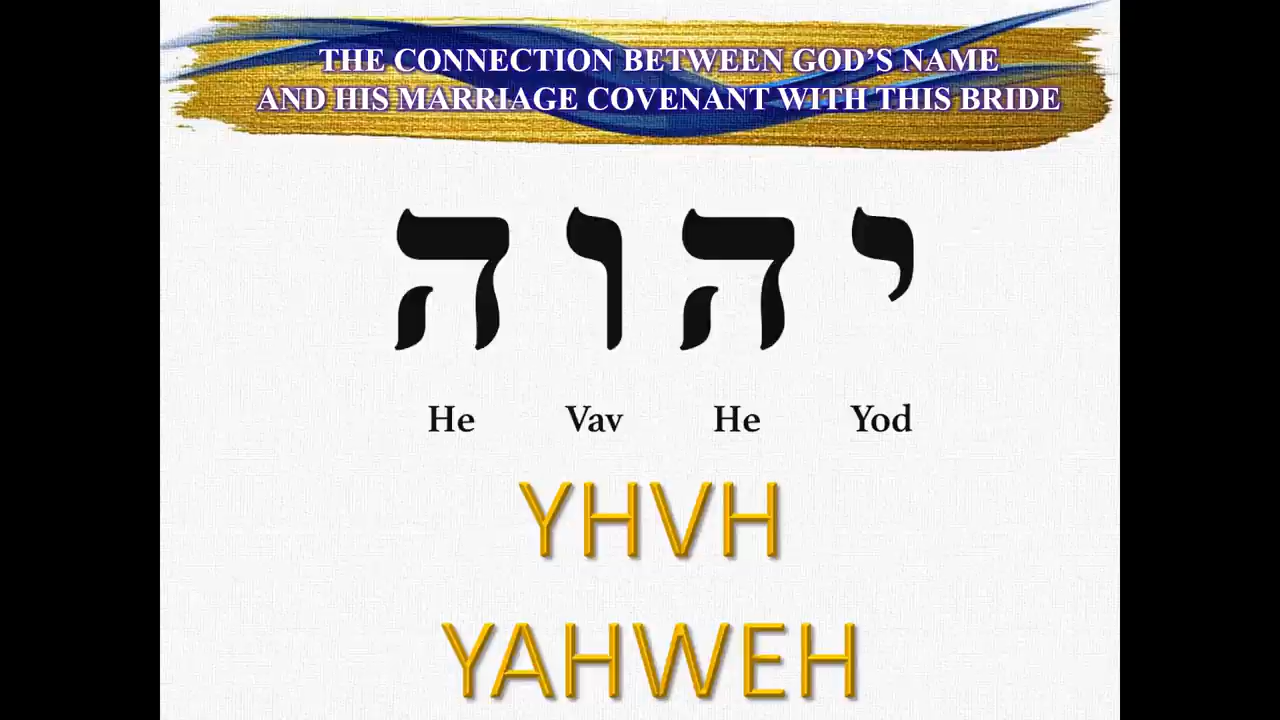 THE CONNECTION BETWEEN GOD’S NAME
AND HIS MARRIAGE COVENANT WITH THIS BRIDE
יהוה
He Vav He Yod
YHVH
YAHWEH